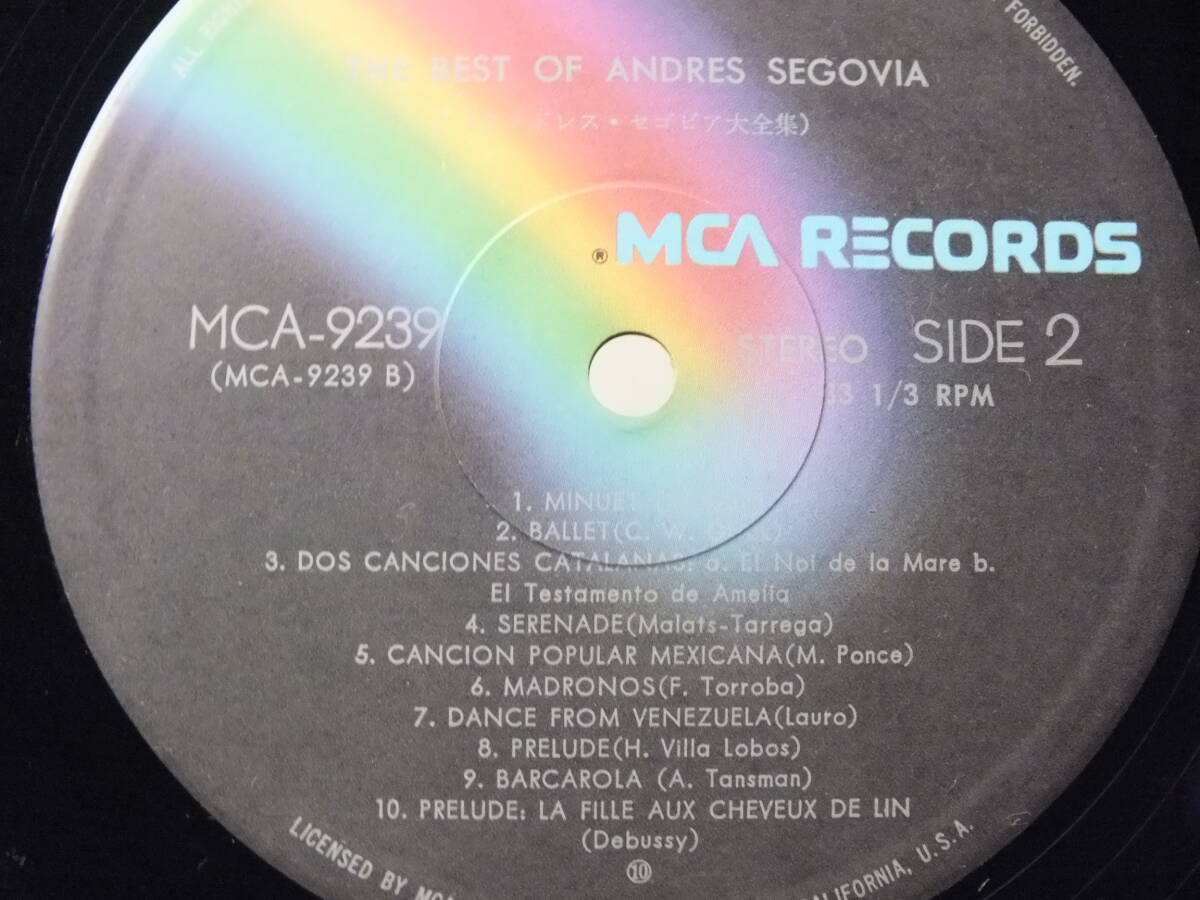 ALL RIGHTS
FORBIDDEN.
THE BEST OF ANDRES SEGOVIA
ドレス・セゴビア大全集)
® MCA RECORDS
MCA-9239
(MCA-9239 B)
STEREO SIDE 2
33 1/3 RPM
1. MINUET
2. BALLET(C. W.
3. DOS CANCIONES CATALANAS: a. El Noi de la Mare b.
El Testamento de Amelia
4. SERENADE(Malats-Tarrega)
5. CANCION POPULAR MEXICANA(M. Ponce)
6. MADRONOS(F. Torroba)
7. DANCE FROM VENEZUELA(Lauro)
8. PRELUDE(H. Villa Lobos)
9. BARCAROLA (A. Tansman)
10. PRELUDE: LA FILLE AUX CHEVEUX DE LIN
(Debussy)
⑩
LICENSED BY MCA
CALIFORNIA, U.S.A.